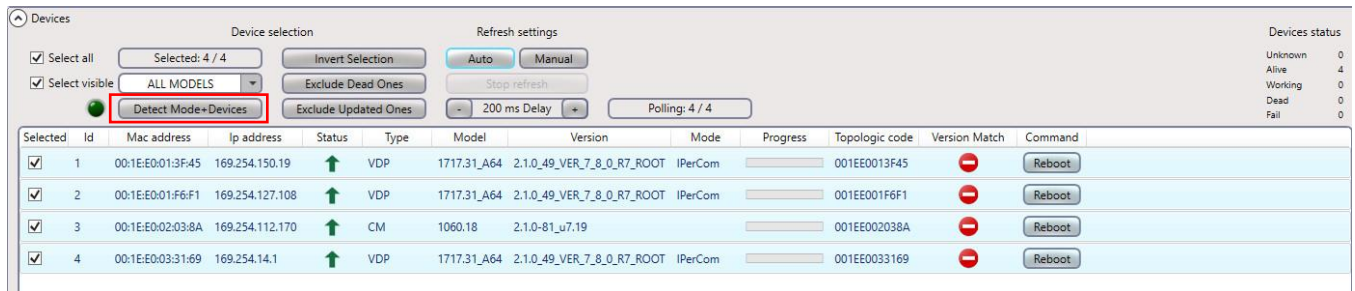 Devices
Device selection Refresh settings Devices status
Select all Selected: 4 / 4 Invert Selection Auto Manual Unknown 0
Alive 4
Select visible ALL MODELS Exclude Dead Ones Stop refresh Working 0
Dead 0
Detect Mode+Devices Exclude Updated Ones - 200 ms Delay + Polling: 4 / 4 Fail 0
Selected Id Mac address Ip address Status Type Model Version Mode Progress Topologic code Version Match Command
1 00:1E:E0:01:3F:45 169.254.150.19 VDP 1717.31_A64 2.1.0_49_VER_7_8_0_R7_ROOT IPerCom 001EE0013F45 Reboot
2 00:1E:E0:01:F6:F1 169.254.127.108 VDP 1717.31_A64 2.1.0_49_VER_7_8_0_R7_ROOT IPerCom 001EE001F6F1 Reboot
3 00:1E:E0:02:03:8A 169.254.112.170 CM 1060.18 2.1.0-81_u7.19 001EE002038A Reboot
4 00:1E:E0:03:31:69 169.254.14.1 VDP 1717.31_A64 2.1.0_49_VER_7_8_0_R7_ROOT IPerCom 001EE0033169 Reboot